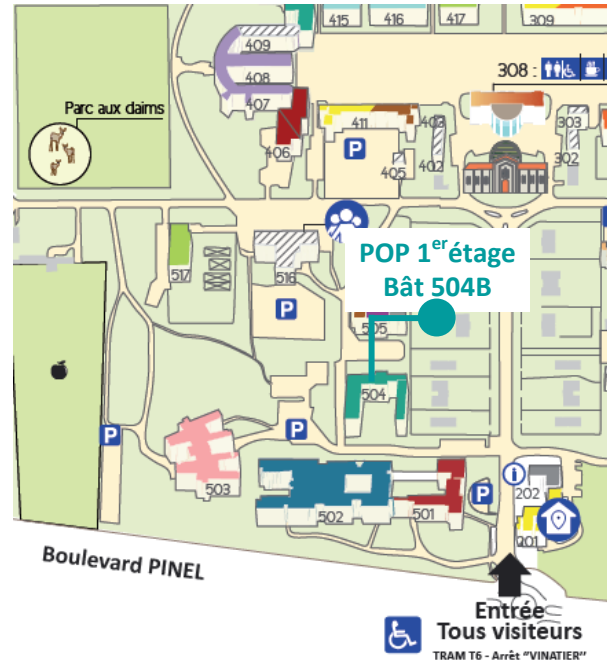 415 416 417 309
409
408
407
308 :
Parc aux daims
406
411
403
402
405
303
302
P
POP 1er étage
Bât 504B
517
516
P
505
504
P
P
503
502
501
P
i
202
201
Boulevard PINEL
Entrée
Tous visiteurs
TRAM T6 - Arrêt "VINATIER"